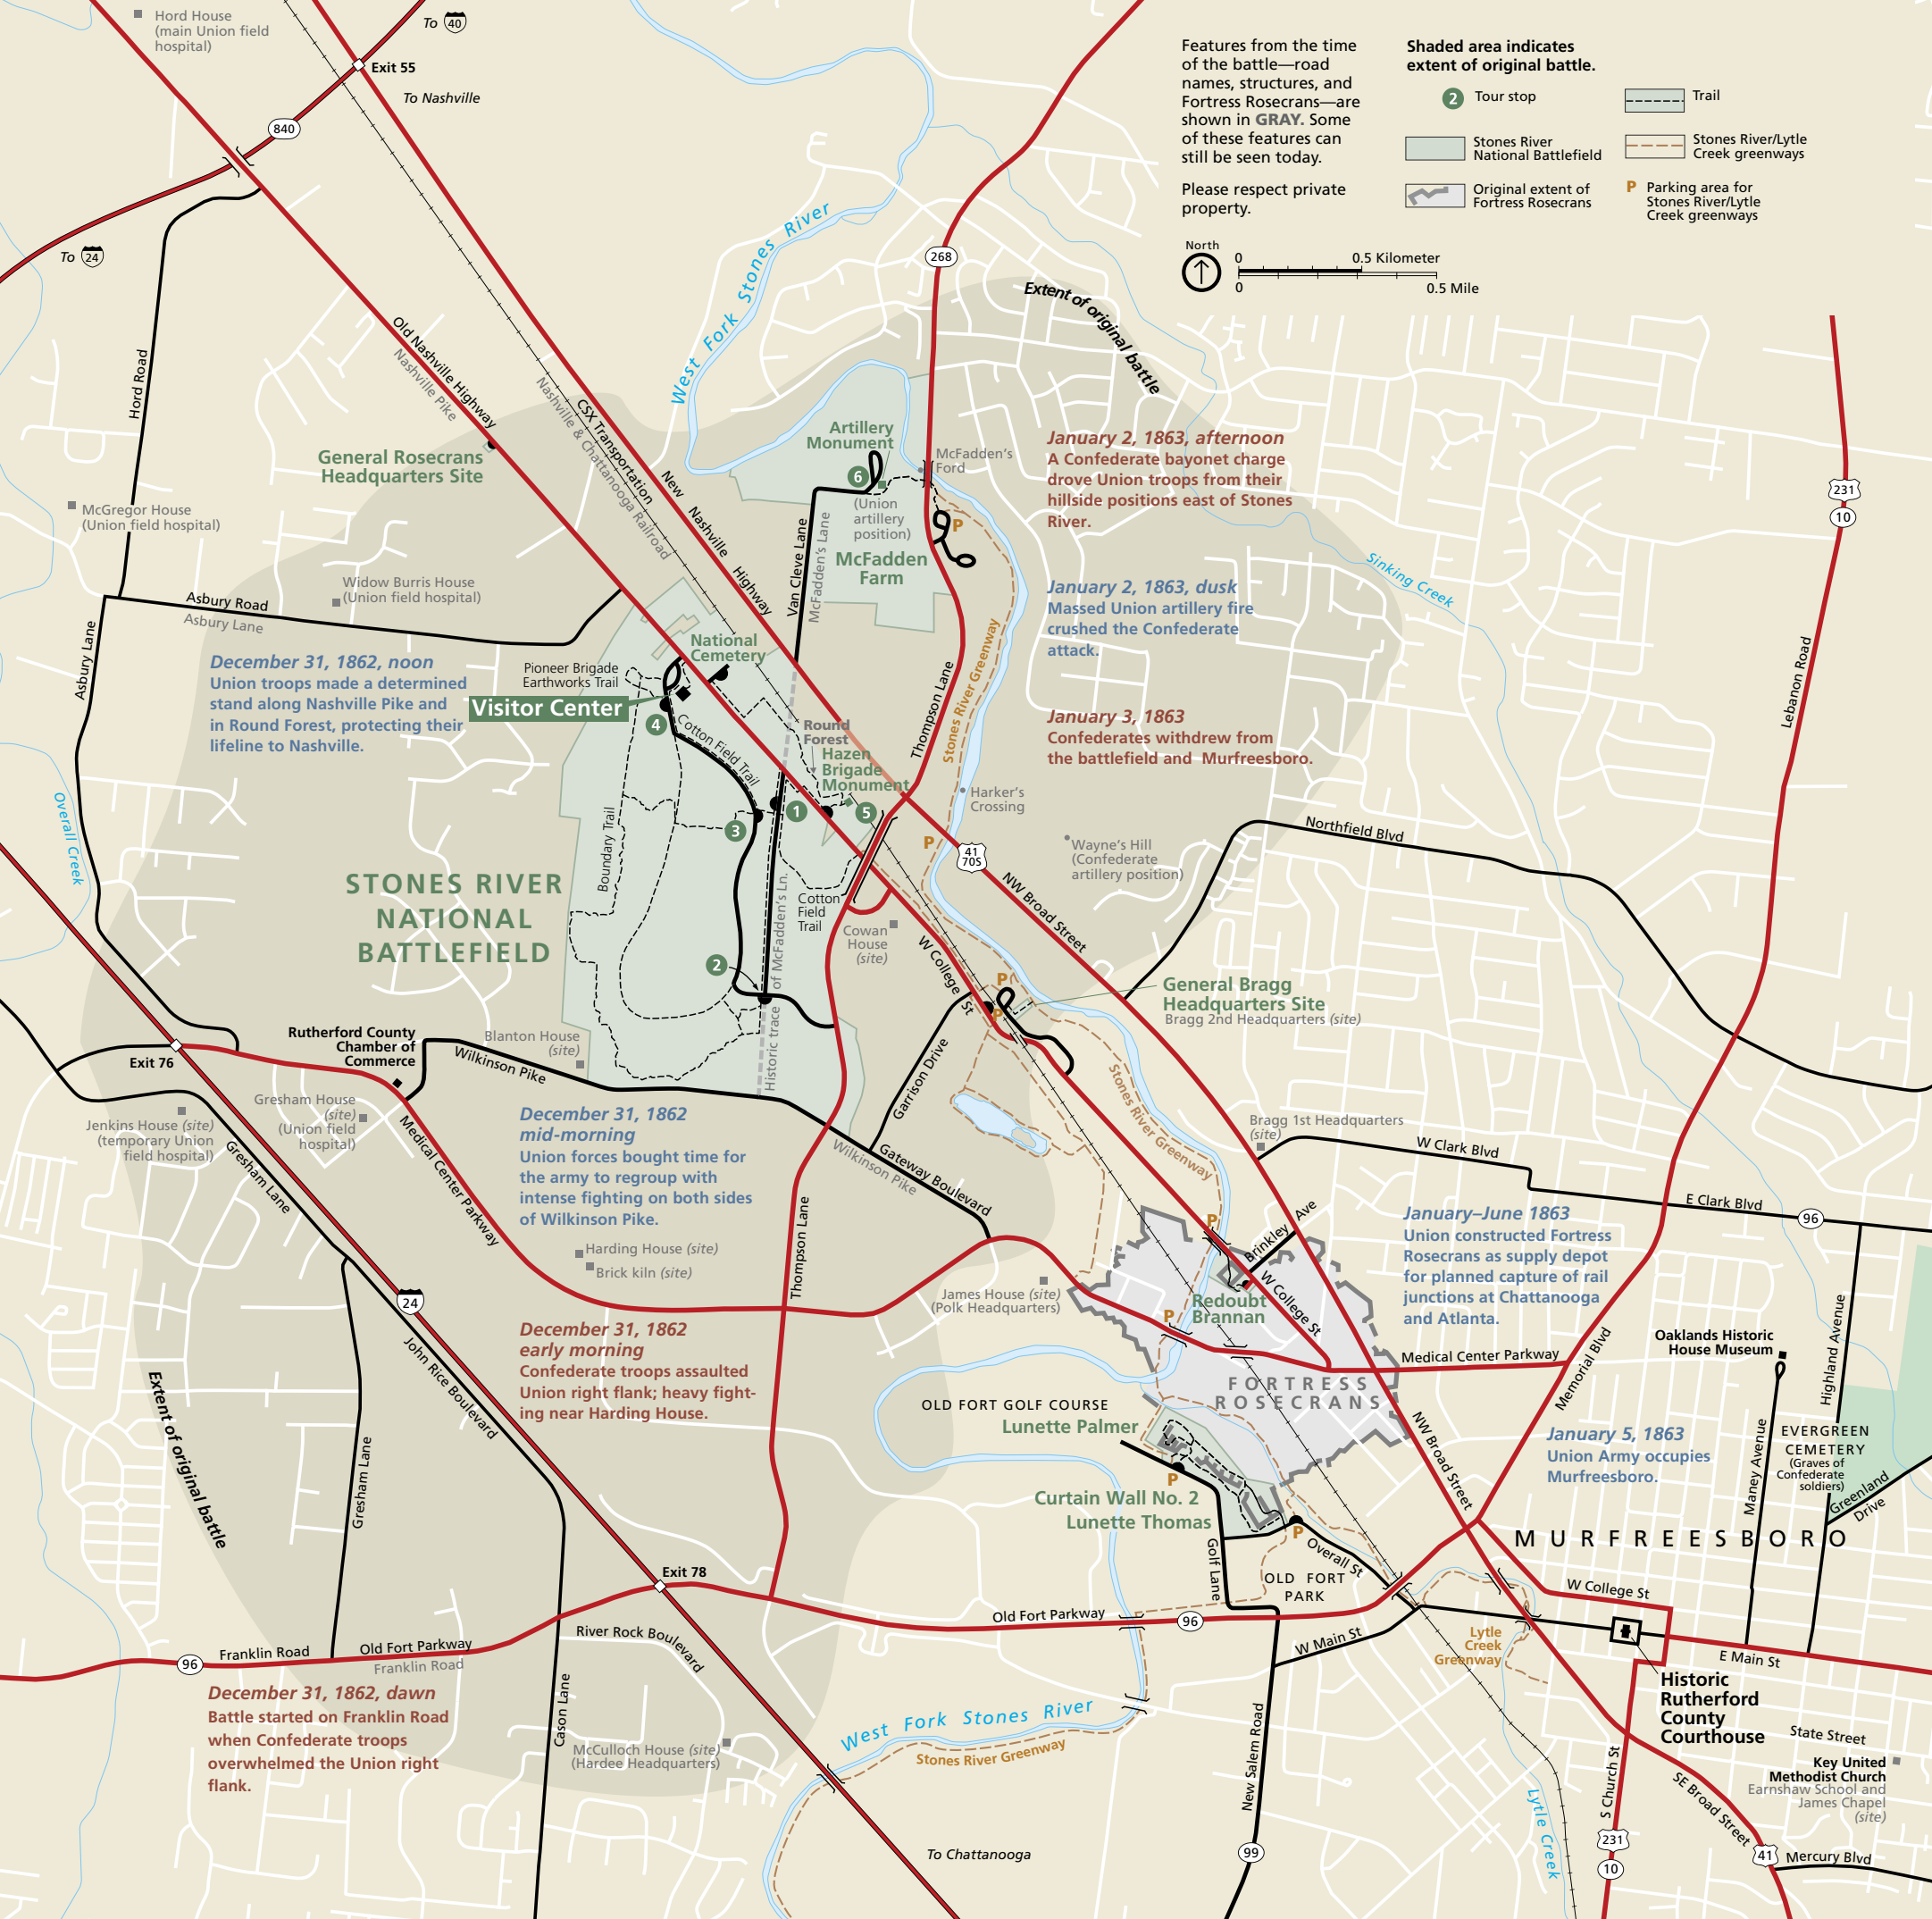 Hord House
(main Union field
hospital)
To 40
Exit 55
To Nashville
840
To 24
Features from the time
of the battle—road
names, structures, and
Fortress Rosecrans—are
shown in GRAY. Some
of these features can
still be seen today.
Please respect private
property.
Shaded area indicates
extent of original battle.
2 Tour stop
Trail
Stones River
National Battlefield
Stones River/Lytle
Creek greenways
Original extent of
Fortress Rosecrans
P Parking area for
Stones River/Lytle
Creek greenways
North
0 0.5 Kilometer
0 0.5 Mile
268
West Fork Stones River
Extent of original battle
Hord Road
Old Nashville Highway
Nashville Pike
CSX Transportation
Nashville & Chattanooga Railroad
New Nashville Highway
General Rosecrans
Headquarters Site
McGregor House
(Union field hospital)
Widow Burris House
(Union field hospital)
Asbury Road
Asbury Lane
Asbury Lane
Artillery
Monument
6
(Union
artillery
position)
McFadden's
Ford
P
McFadden
Farm
Van Cleve Lane
McFadden's Lane
January 2, 1863, afternoon
A Confederate bayonet charge
drove Union troops from their
hillside positions east of Stones
River.
January 2, 1863, dusk
Massed Union artillery fire
crushed the Confederate
attack.
January 3, 1863
Confederates withdrew from
the battlefield and Murfreesboro.
231
10
Sinking Creek
Lebanon Road
December 31, 1862, noon
Union troops made a determined
stand along Nashville Pike and
in Round Forest, protecting their
lifeline to Nashville.
Pioneer Brigade
Earthworks Trail
Visitor Center
National
Cemetery
4
Cotton Field Trail
Round
Forest
Hazen
Brigade
Monument
1
3
5
Boundary Trail
Thompson Lane
Stones River Greenway
Harker's
Crossing
P
Wayne's Hill
(Confederate
artillery position)
41
70S
NW Broad Street
Northfield Blvd
Overall Creek
STONES RIVER
NATIONAL
BATTLEFIELD
Cotton
Field
Trail
Cowan
House
(site)
2
Historic trace of McFadden's Ln.
W College St
P
P
General Bragg
Headquarters Site
Bragg 2nd Headquarters (site)
Rutherford County
Chamber of
Commerce
Exit 76
Blanton House
(site)
Wilkinson Pike
Gresham House
(site)
(Union field
hospital)
Jenkins House (site)
(temporary Union
field hospital)
Gresham Lane
Medical Center Parkway
December 31, 1862
mid-morning
Union forces bought time for
the army to regroup with
intense fighting on both sides
of Wilkinson Pike.
Garrison Drive
Wilkinson Pike
Gateway Boulevard
Stones River Greenway
Bragg 1st Headquarters
(site)
W Clark Blvd
E Clark Blvd
96
Harding House (site)
Brick kiln (site)
Thompson Lane
James House (site)
(Polk Headquarters)
P
Brinkley Ave
Redoubt
Brannan
W College St
P
January–June 1863
Union constructed Fortress
Rosecrans as supply depot
for planned capture of rail
junctions at Chattanooga
and Atlanta.
24
John Rice Boulevard
December 31, 1862
early morning
Confederate troops assaulted
Union right flank; heavy fight-
ing near Harding House.
Extent of original battle
Gresham Lane
OLD FORT GOLF COURSE
FORTRESS
ROSECRANS
Medical Center Parkway
Memorial Blvd
Oaklands Historic
House Museum
Highland Avenue
Maney Avenue
EVERGREEN
CEMETERY
(Graves of
Confederate
soldiers)
Greenland
Drive
Lunette Palmer
P
Curtain Wall No. 2
Lunette Thomas
P
NW Broad Street
January 5, 1863
Union Army occupies
Murfreesboro.
MURFREESBORO
Golf Lane
Overall St
OLD FORT
PARK
Exit 78
Old Fort Parkway
96
W Main St
Lytle
Creek
Greenway
W College St
E Main St
Historic
Rutherford
County
Courthouse
96
Franklin Road
Old Fort Parkway
Franklin Road
River Rock Boulevard
December 31, 1862, dawn
Battle started on Franklin Road
when Confederate troops
overwhelmed the Union right
flank.
Cason Lane
McCulloch House (site)
(Hardee Headquarters)
West Fork Stones River
Stones River Greenway
To Chattanooga
New Salem Road
99
Lytle Creek
S Church St
231
10
SE Broad Street
State Street
Key United
Methodist Church
Earnshaw School and
James Chapel
(site)
41
Mercury Blvd